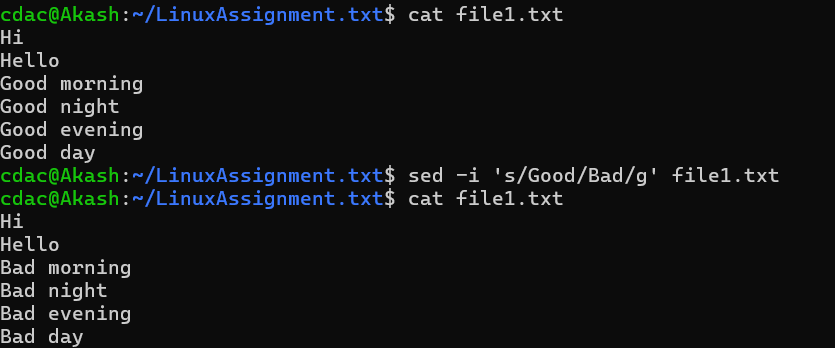 cdac@Akash:~/LinuxAssignment.txt$ cat file1.txt
Hi
Hello
Good morning
Good night
Good evening
Good day
cdac@Akash:~/LinuxAssignment.txt$ sed -i 's/Good/Bad/g' file1.txt
cdac@Akash:~/LinuxAssignment.txt$ cat file1.txt
Hi
Hello
Bad morning
Bad night
Bad evening
Bad day